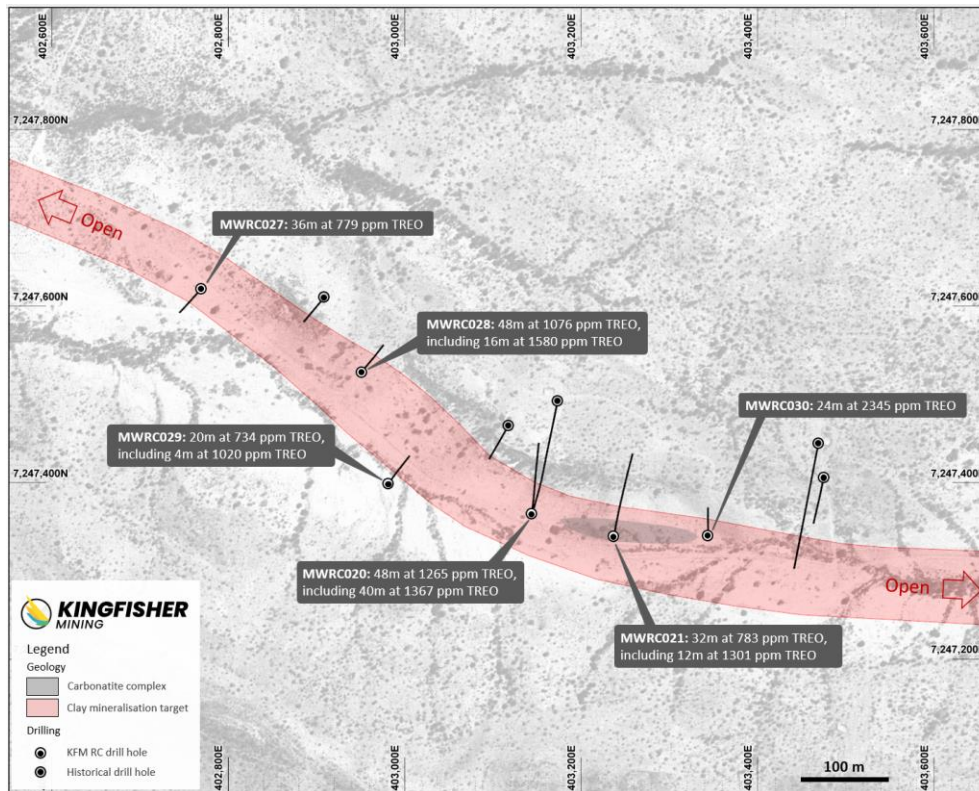 402,600E
402,800E
403,000E
403,200E
403,400E
403,600E
7,247,800N
7,247,800N
Open
MWRC027: 36m at 779 ppm TREO
7,247,600N
7,247,600N
MWRC028: 48m at 1076 ppm TREO,
including 16m at 1580 ppm TREO
MWRC030: 24m at 2345 ppm TREO
MWRC029: 20m at 734 ppm TREO,
including 4m at 1020 ppm TREO
7,247,400N
7,247,400N
MWRC020: 48m at 1265 ppm TREO,
including 40m at 1367 ppm TREO
Open
MWRC021: 32m at 783 ppm TREO,
including 12m at 1301 ppm TREO
7,247,200N
KINGFISHER
MINING
Legend
Geology
Carbonatite complex
Clay mineralisation target
Drilling
KFM RC drill hole
Historical drill hole
402,800E
403,000E
403,200E
403,400E
403,600E
100 m